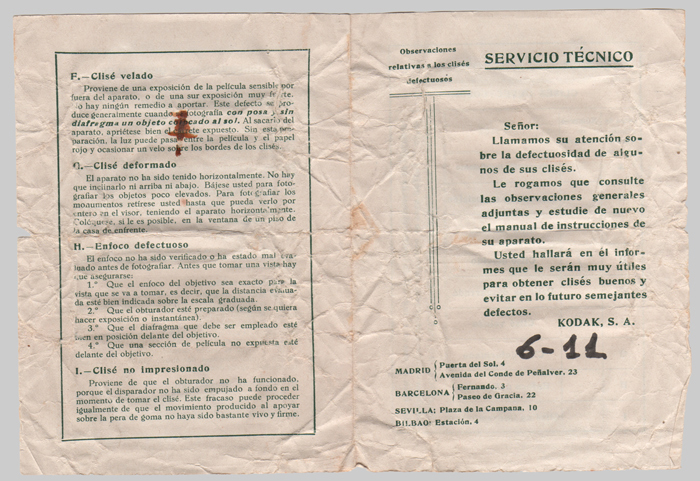 F.—Clisé velado
Proviene de una exposición de la película sensible por
fuera del aparato, o de una sur exposición muy
o hay ningún remedio a aportar. Este defecto se pro-
duce generalmente cuando fotografía con posa y sin
diafragma un objeto al sol. Al sacar del
aparato, apriétese bien el expuesto. Sin esta
paración, la luz puede pasar entre la película y el papel
rojo y ocasionar un velo sobre los bordes de los clisés.
G.—Clisé deformado
El aparato no ha sido tenido horizontalmente. No hay
que inclinarlo ni arriba ni abajo. Bájese usted para foto-
grafiar los objetos poco elevados. Para fotografiar los
monumentos retírese usted hasta que pueda verlo por
entero en el visor, teniendo el aparato horizontalmente.
Colóquese, si le es posible, en la ventana de un piso de
la casa de enfrente.
H.—Enfoco defectuoso
El enfoco no ha sido verificado o ha estado mal eva-
luado antes de fotografiar. Antes que tomar una vista hay
que asegurarse:
1.° Que el enfoco del objetivo sea exacto para la
vista que se va a tomar, es decir, que la distancia evalua-
da esté bien indicada sobre la escala graduada.
2.° Que el obturador esté preparado (según se quiera
hacer exposición o instantánea).
3.° Que el diafragma que debe ser empleado esté
bien en posición delante del objetivo.
4.° Que una sección de película no expuesta esté
delante del objetivo.
I.—Clisé no impresionado
Proviene de que el obturador no ha funcionado,
porque el disparador no ha sido empujado a fondo en el
momento de tomar el clisé. Este fracaso puede proceder
igualmente de que el movimiento producido al apoyar
sobre la pera de goma no haya sido bastante vivo y firme.
Observaciones
relativas a los clisés
defectuosos
SERVICIO TÉCNICO
Señor:
Llamamos su atención so-
bre la defectuosidad de algu-
nos de sus clisés.
Le rogamos que consulte
las observaciones generales
adjuntas y estudie de nuevo
el manual de instrucciones de
su aparato.
Usted hallará en él infor-
mes que le serán muy útiles
para obtener clisés buenos y
evitar en lo futuro semejantes
defectos.
KODAK, S. A.
6-11
MADRID Puerta del Sol, 4
Avenida del Conde de Peñalver, 23
BARCELONA Fernando, 3
Paseo de Gracia, 22
SEVILLA: Plaza de la Campana, 10
BILBAO: Estación, 4